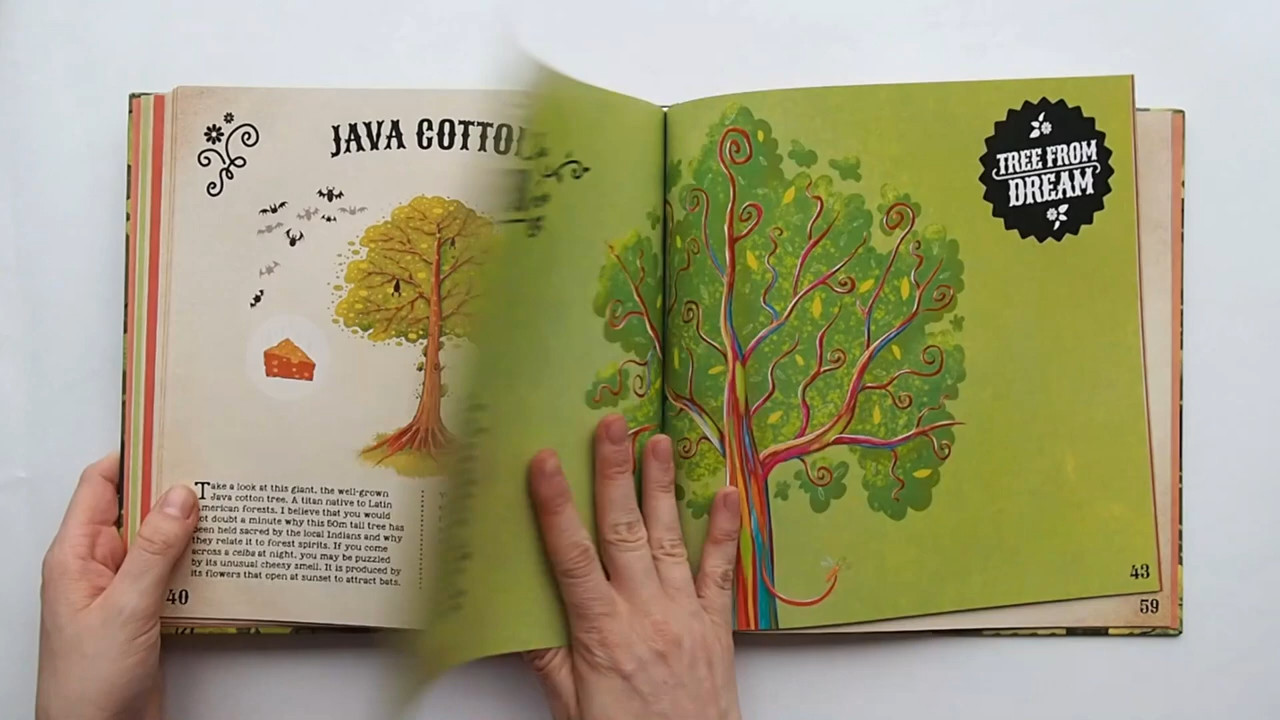 JAVA COTTO
Take a look at this giant, the well-grown
Java cotton tree. A titan native to Latin
American forests. I believe that you would
not doubt a minute why this 50m tall tree has
been held sacred by the local Indians and why
they relate it to forest spirits. If you come
across a ceiba at night, you may be puzzled
by its unusual cheesy smell. It is produced by
its flowers that open at sunset to attract bats.
40
TREE FROM
DREAM
43
59